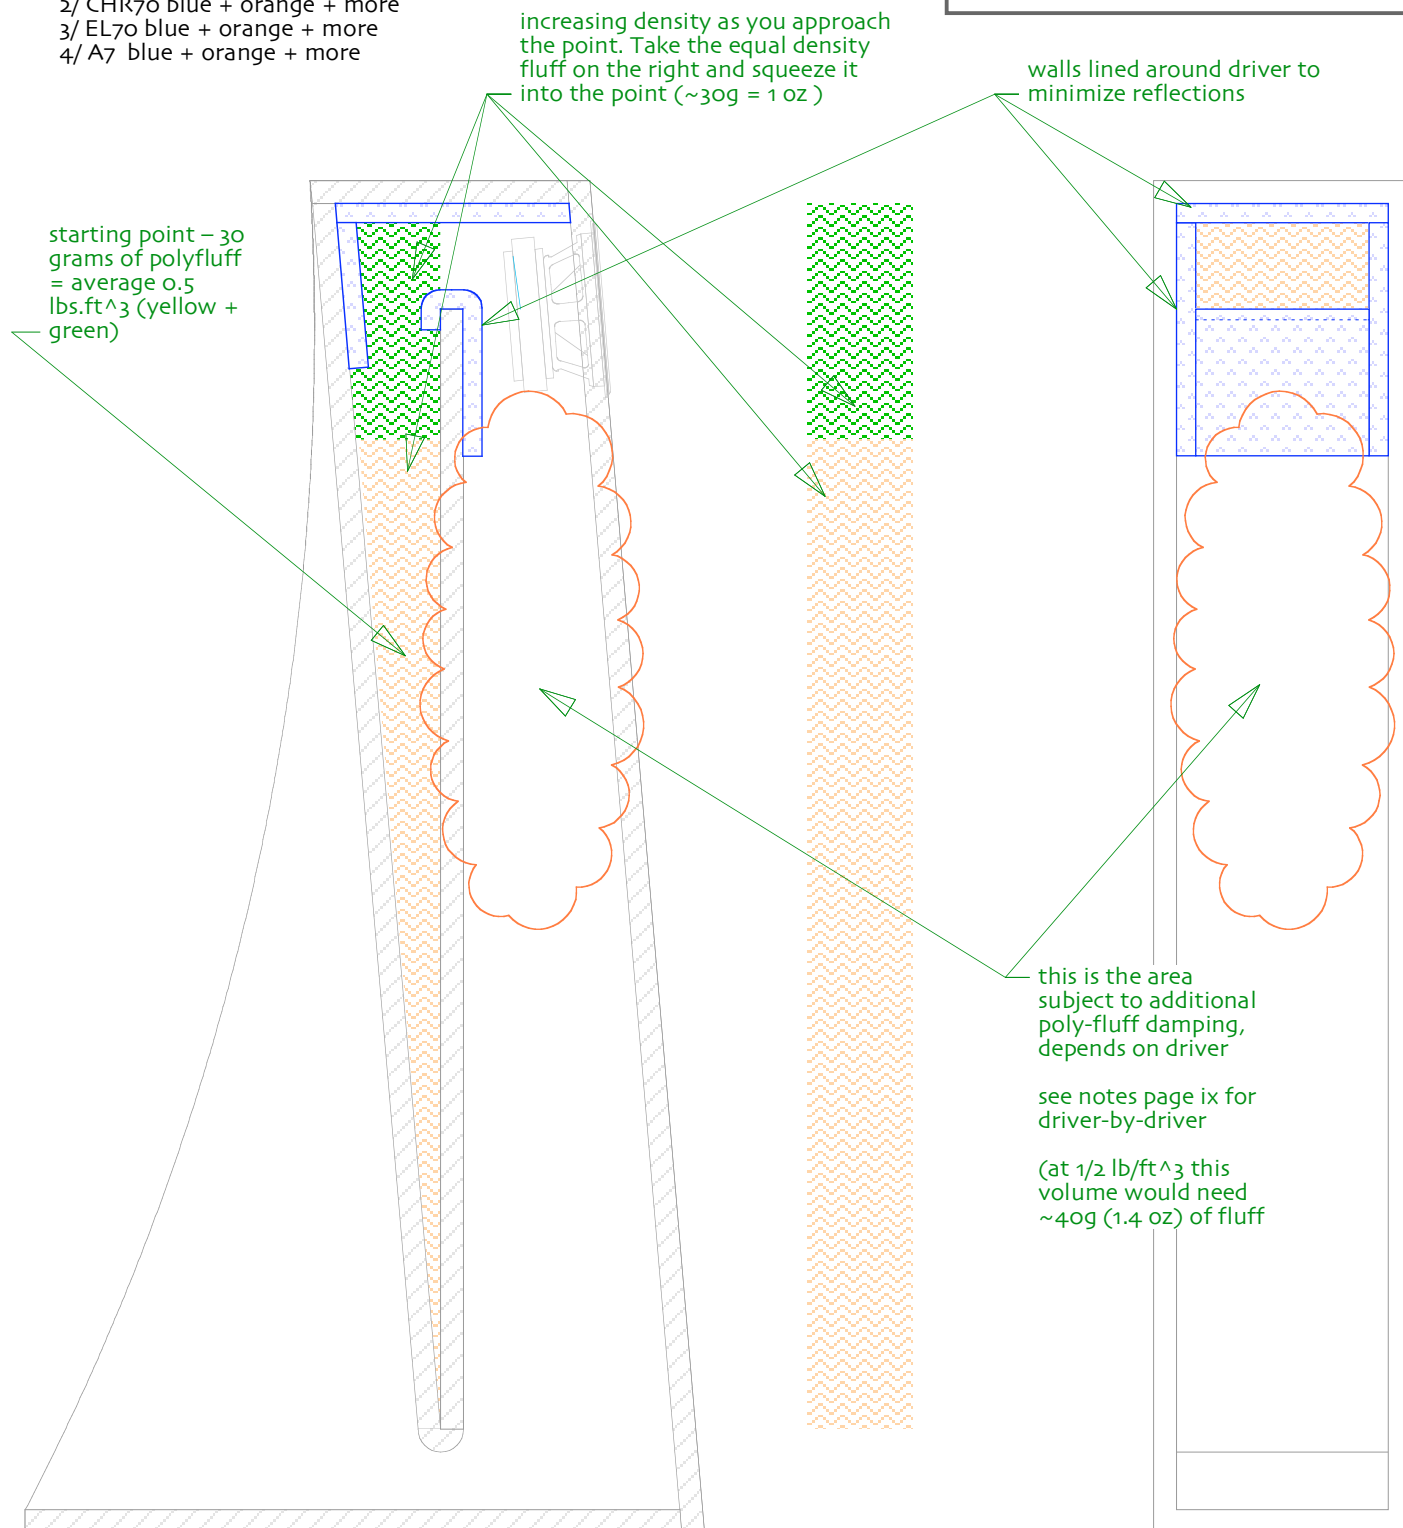 2/ CHR70 blue + orange + more
3/ EL70 blue + orange + more
4/ A7 blue + orange + more
increasing density as you approach
the point. Take the equal density
fluff on the right and squeeze it
into the point (~30g = 1 oz )
walls lined around driver to
minimize reflections
starting point – 30
grams of polyfluff
= average 0.5
lbs.ft^3 (yellow +
green)
this is the area
subject to additional
poly-fluff damping,
depends on driver
see notes page ix for
driver-by-driver
(at 1/2 lb/ft^3 this
volume would need
~40g (1.4 oz) of fluff